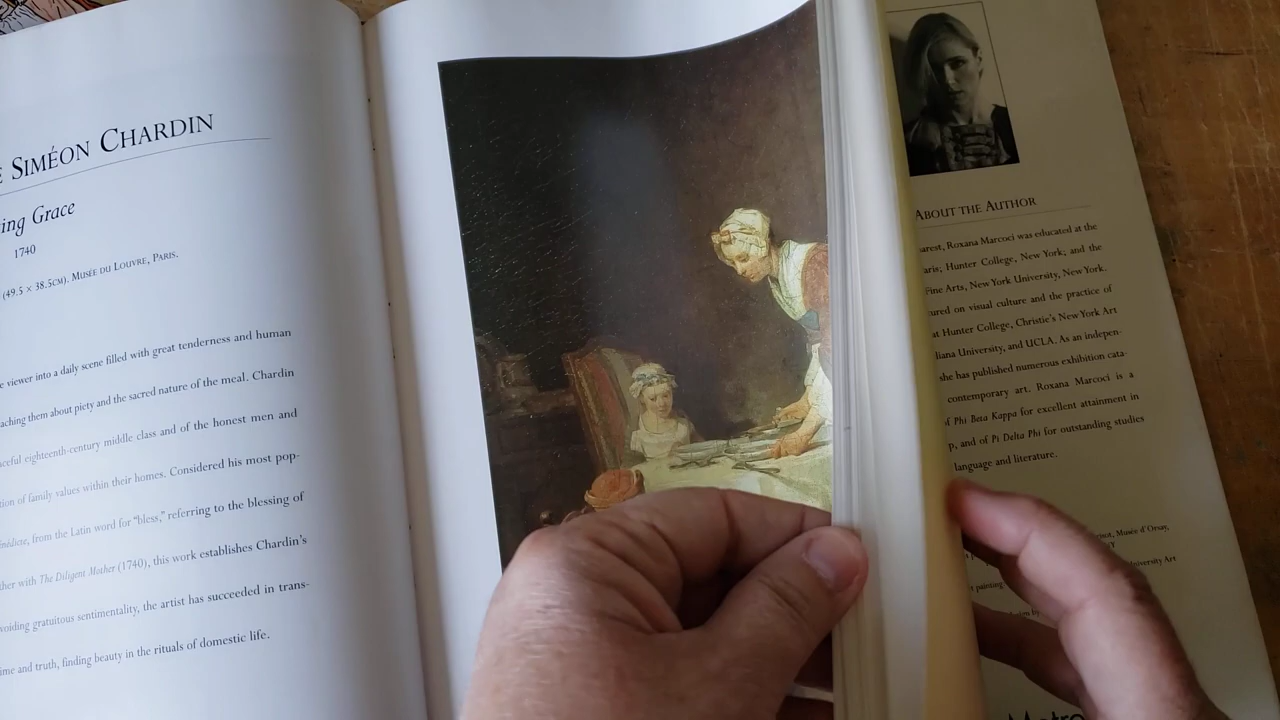 SIMÉON CHARDIN
Grace
1740
(49.5 × 38.5CM). MUSÉE DU LOUVRE, PARIS.
viewer into a daily scene filled with great tenderness and human
aching them about piety and the sacred nature of the meal. Chardin
eighteenth-century middle class and of the honest men and
tion of family values within their homes. Considered his most pop-
from the Latin word for "bless," referring to the blessing of
ther with The Diligent Mother (1740), this work establishes Chardin's
voiding gratuitous sentimentality, the artist has succeeded in trans-
ime and truth, finding beauty in the rituals of domestic life.
ABOUT THE AUTHOR
arest, Roxana Marcoci was educated at the
aris; Hunter College, New York; and the
Fine Arts, New York University, New York.
tured on visual culture and the practice of
at Hunter College, Christie's New York Art
liana University, and UCLA. As an indepen-
she has published numerous exhibition cata-
contemporary art. Roxana Marcoci is a
of Phi Beta Kappa for excellent attainment in
p, and of Pi Delta Phi for outstanding studies
language and literature.
Musée d'Orsay,
University Art
painting
Metro